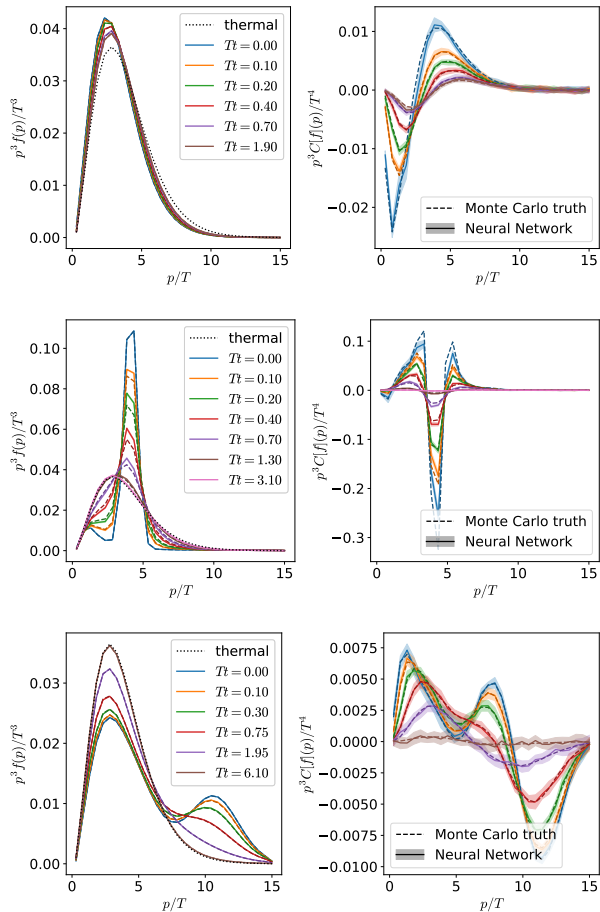 0.04
0.03
0.02
0.01
0.00
p³f(p)/T³
0 5 10 15
p/T
thermal
Tt = 0.00
Tt = 0.10
Tt = 0.20
Tt = 0.40
Tt = 0.70
Tt = 1.90
0.01
0.00
−0.01
−0.02
p³C[f](p)/T⁴
0 5 10 15
p/T
Monte Carlo truth
Neural Network
0.10
0.08
0.06
0.04
0.02
0.00
p³f(p)/T³
0 5 10 15
p/T
thermal
Tt = 0.00
Tt = 0.10
Tt = 0.20
Tt = 0.40
Tt = 0.70
Tt = 1.30
Tt = 3.10
0.1
0.0
−0.1
−0.2
−0.3
p³C[f](p)/T⁴
0 5 10 15
p/T
Monte Carlo truth
Neural Network
0.03
0.02
0.01
0.00
p³f(p)/T³
0 5 10 15
p/T
thermal
Tt = 0.00
Tt = 0.10
Tt = 0.30
Tt = 0.75
Tt = 1.95
Tt = 6.10
0.0075
0.0050
0.0025
0.0000
−0.0025
−0.0050
−0.0075
−0.0100
p³C[f](p)/T⁴
0 5 10 15
p/T
Monte Carlo truth
Neural Network